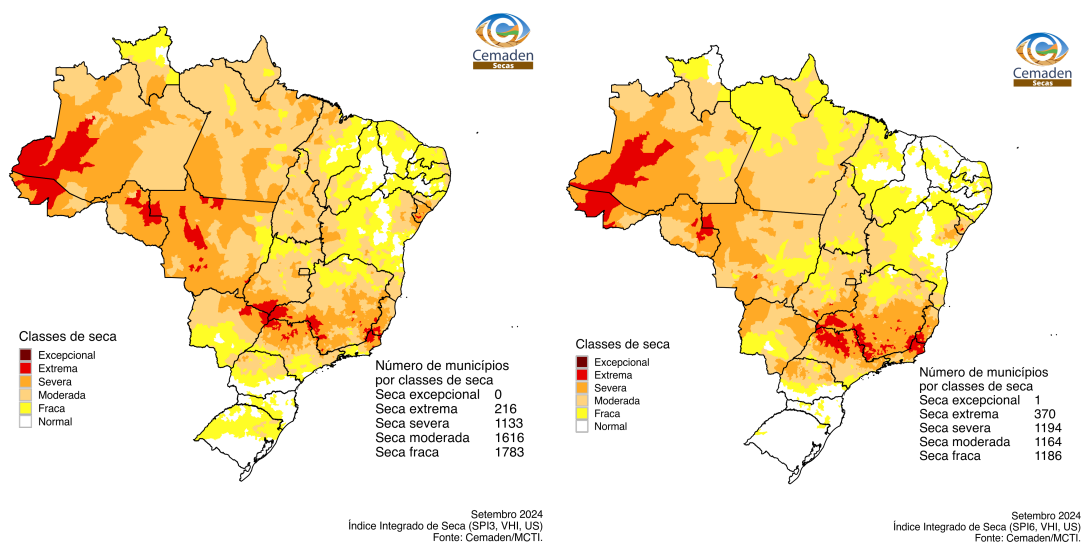 Cemaden
Secas
Classes de seca
Excepcional
Extrema
Severa
Moderada
Fraca
Normal
Número de municípios
por classes de seca
Seca excepcional 0
Seca extrema 216
Seca severa 1133
Seca moderada 1616
Seca fraca 1783
Setembro 2024
Índice Integrado de Seca (SPI3, VHI, US)
Fonte: Cemaden/MCTI.
Cemaden
Secas
Classes de seca
Excepcional
Extrema
Severa
Moderada
Fraca
Normal
Número de municípios
por classes de seca
Seca excepcional 1
Seca extrema 370
Seca severa 1194
Seca moderada 1164
Seca fraca 1186
Setembro 2024
Índice Integrado de Seca (SPI6, VHI, US)
Fonte: Cemaden/MCTI.